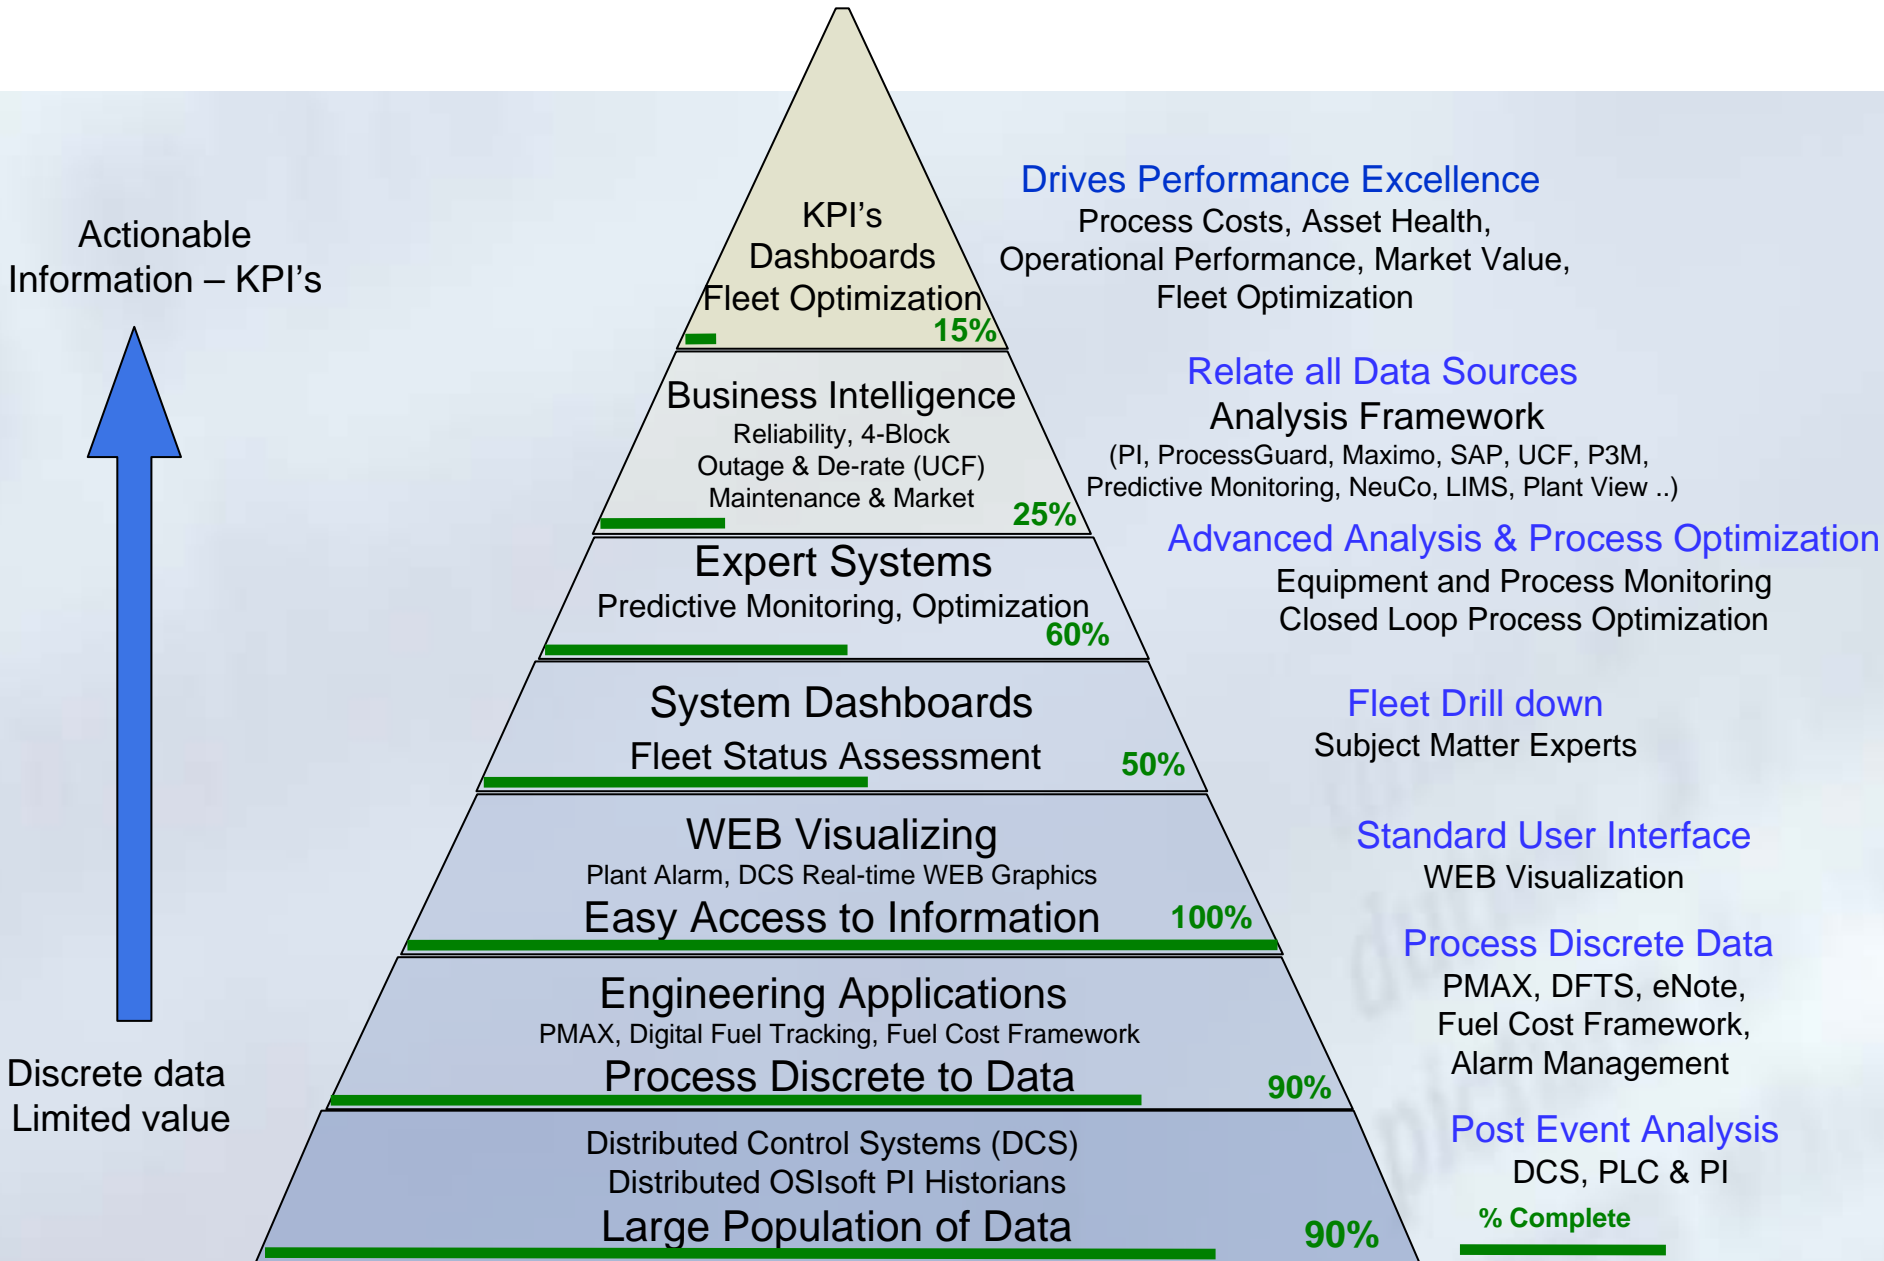 Actionable
Information – KPI's
Discrete data
Limited value
KPI's
Dashboards
Fleet Optimization
15%
Business Intelligence
Reliability, 4-Block
Outage & De-rate (UCF)
Maintenance & Market
25%
Expert Systems
Predictive Monitoring, Optimization
60%
System Dashboards
Fleet Status Assessment
50%
WEB Visualizing
Plant Alarm, DCS Real-time WEB Graphics
Easy Access to Information
100%
Engineering Applications
PMAX, Digital Fuel Tracking, Fuel Cost Framework
Process Discrete to Data
90%
Distributed Control Systems (DCS)
Distributed OSIsoft PI Historians
Large Population of Data
90%
Drives Performance Excellence
Process Costs, Asset Health,
Operational Performance, Market Value,
Fleet Optimization
Relate all Data Sources
Analysis Framework
(PI, ProcessGuard, Maximo, SAP, UCF, P3M,
Predictive Monitoring, NeuCo, LIMS, Plant View ..)
Advanced Analysis & Process Optimization
Equipment and Process Monitoring
Closed Loop Process Optimization
Fleet Drill down
Subject Matter Experts
Standard User Interface
WEB Visualization
Process Discrete Data
PMAX, DFTS, eNote,
Fuel Cost Framework,
Alarm Management
Post Event Analysis
DCS, PLC & PI
% Complete